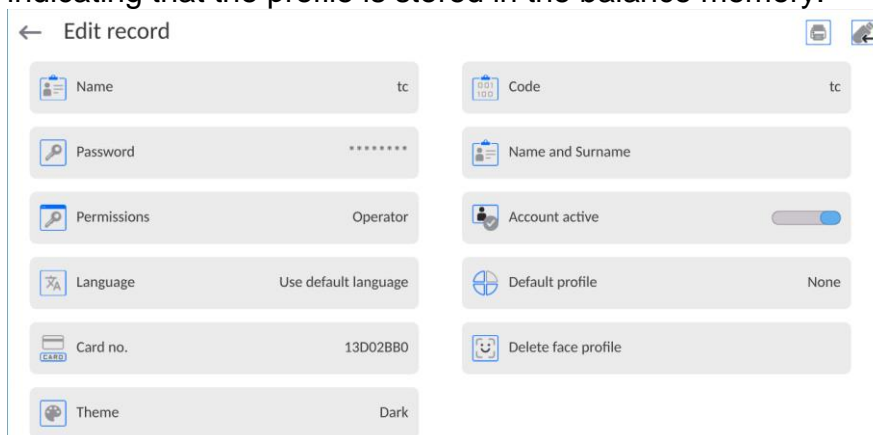 indicating that the profile is stored in the balance memory.
← Edit record
Name tc
Code tc
Password ********
Name and Surname
Permissions Operator
Account active
Language Use default language
Default profile None
CARD Card no. 13D02BB0
Delete face profile
Theme Dark